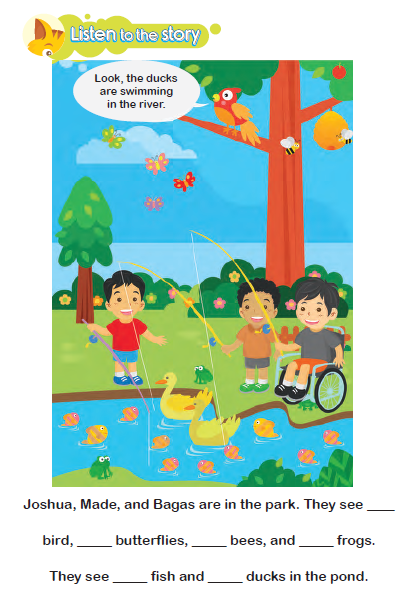 Listen to the story
Look, the ducks
are swimming
in the river.
Joshua, Made, and Bagas are in the park. They see ____
bird, _____ butterflies, _____ bees, and _____ frogs.
They see _____ fish and _____ ducks in the pond.